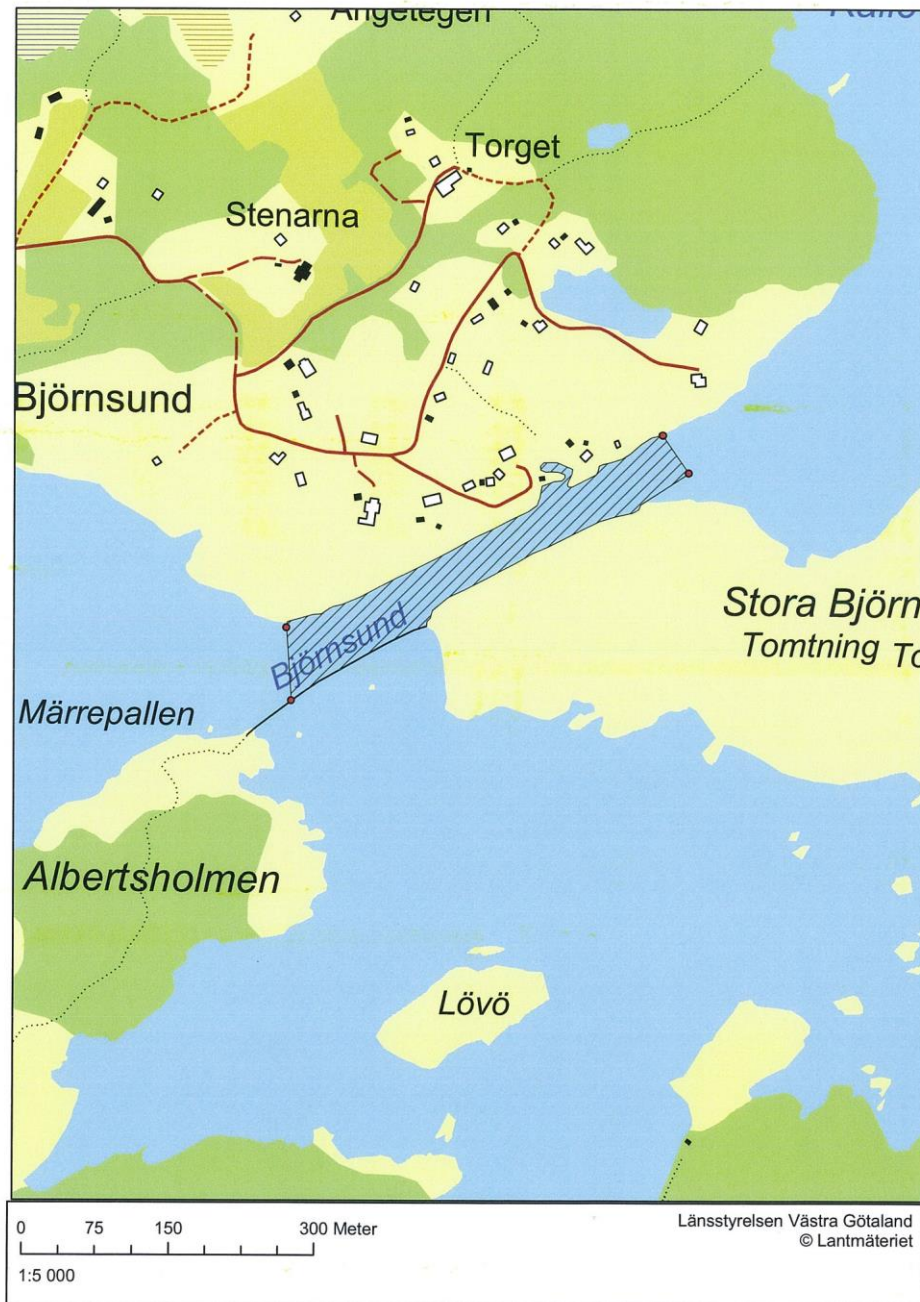 Ängetegen
Torget
Stenarna
Björnsund
Björnsund
Stora Björn
Tomtning
Märrepallen
Albertsholmen
Lövö
0 75 150 300 Meter
1:5 000
Länsstyrelsen Västra Götaland
© Lantmäteriet